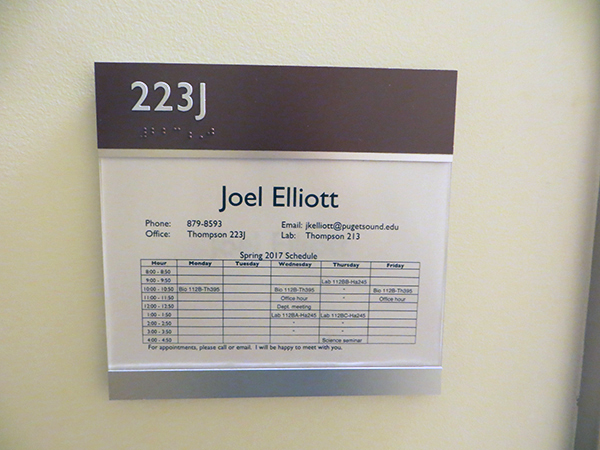 223J
Joel Elliott
Phone: 879-8593 Email: jkelliott@pugetsound.edu
Office: Thompson 223J Lab: Thompson 213
Spring 2017 Schedule
Hour Monday Tuesday Wednesday Thursday Friday
8:00 - 8:50
9:00 - 9:50 Lab 112BB-Ha245
10:00 - 10:50 Bio 112B-Th395 Bio 112B-Th395 " Bio 112B-Th395
11:00 - 11:50 Office hour " Office hour
12:00 - 12:50 Dept. meeting
1:00 - 1:50 Lab 112BA-Ha245 Lab 112BC-Ha245
2:00 - 2:50 " "
3:00 - 3:50 " "
4:00 - 4:50 Science seminar
For appointments, please call or email. I will be happy to meet with you.